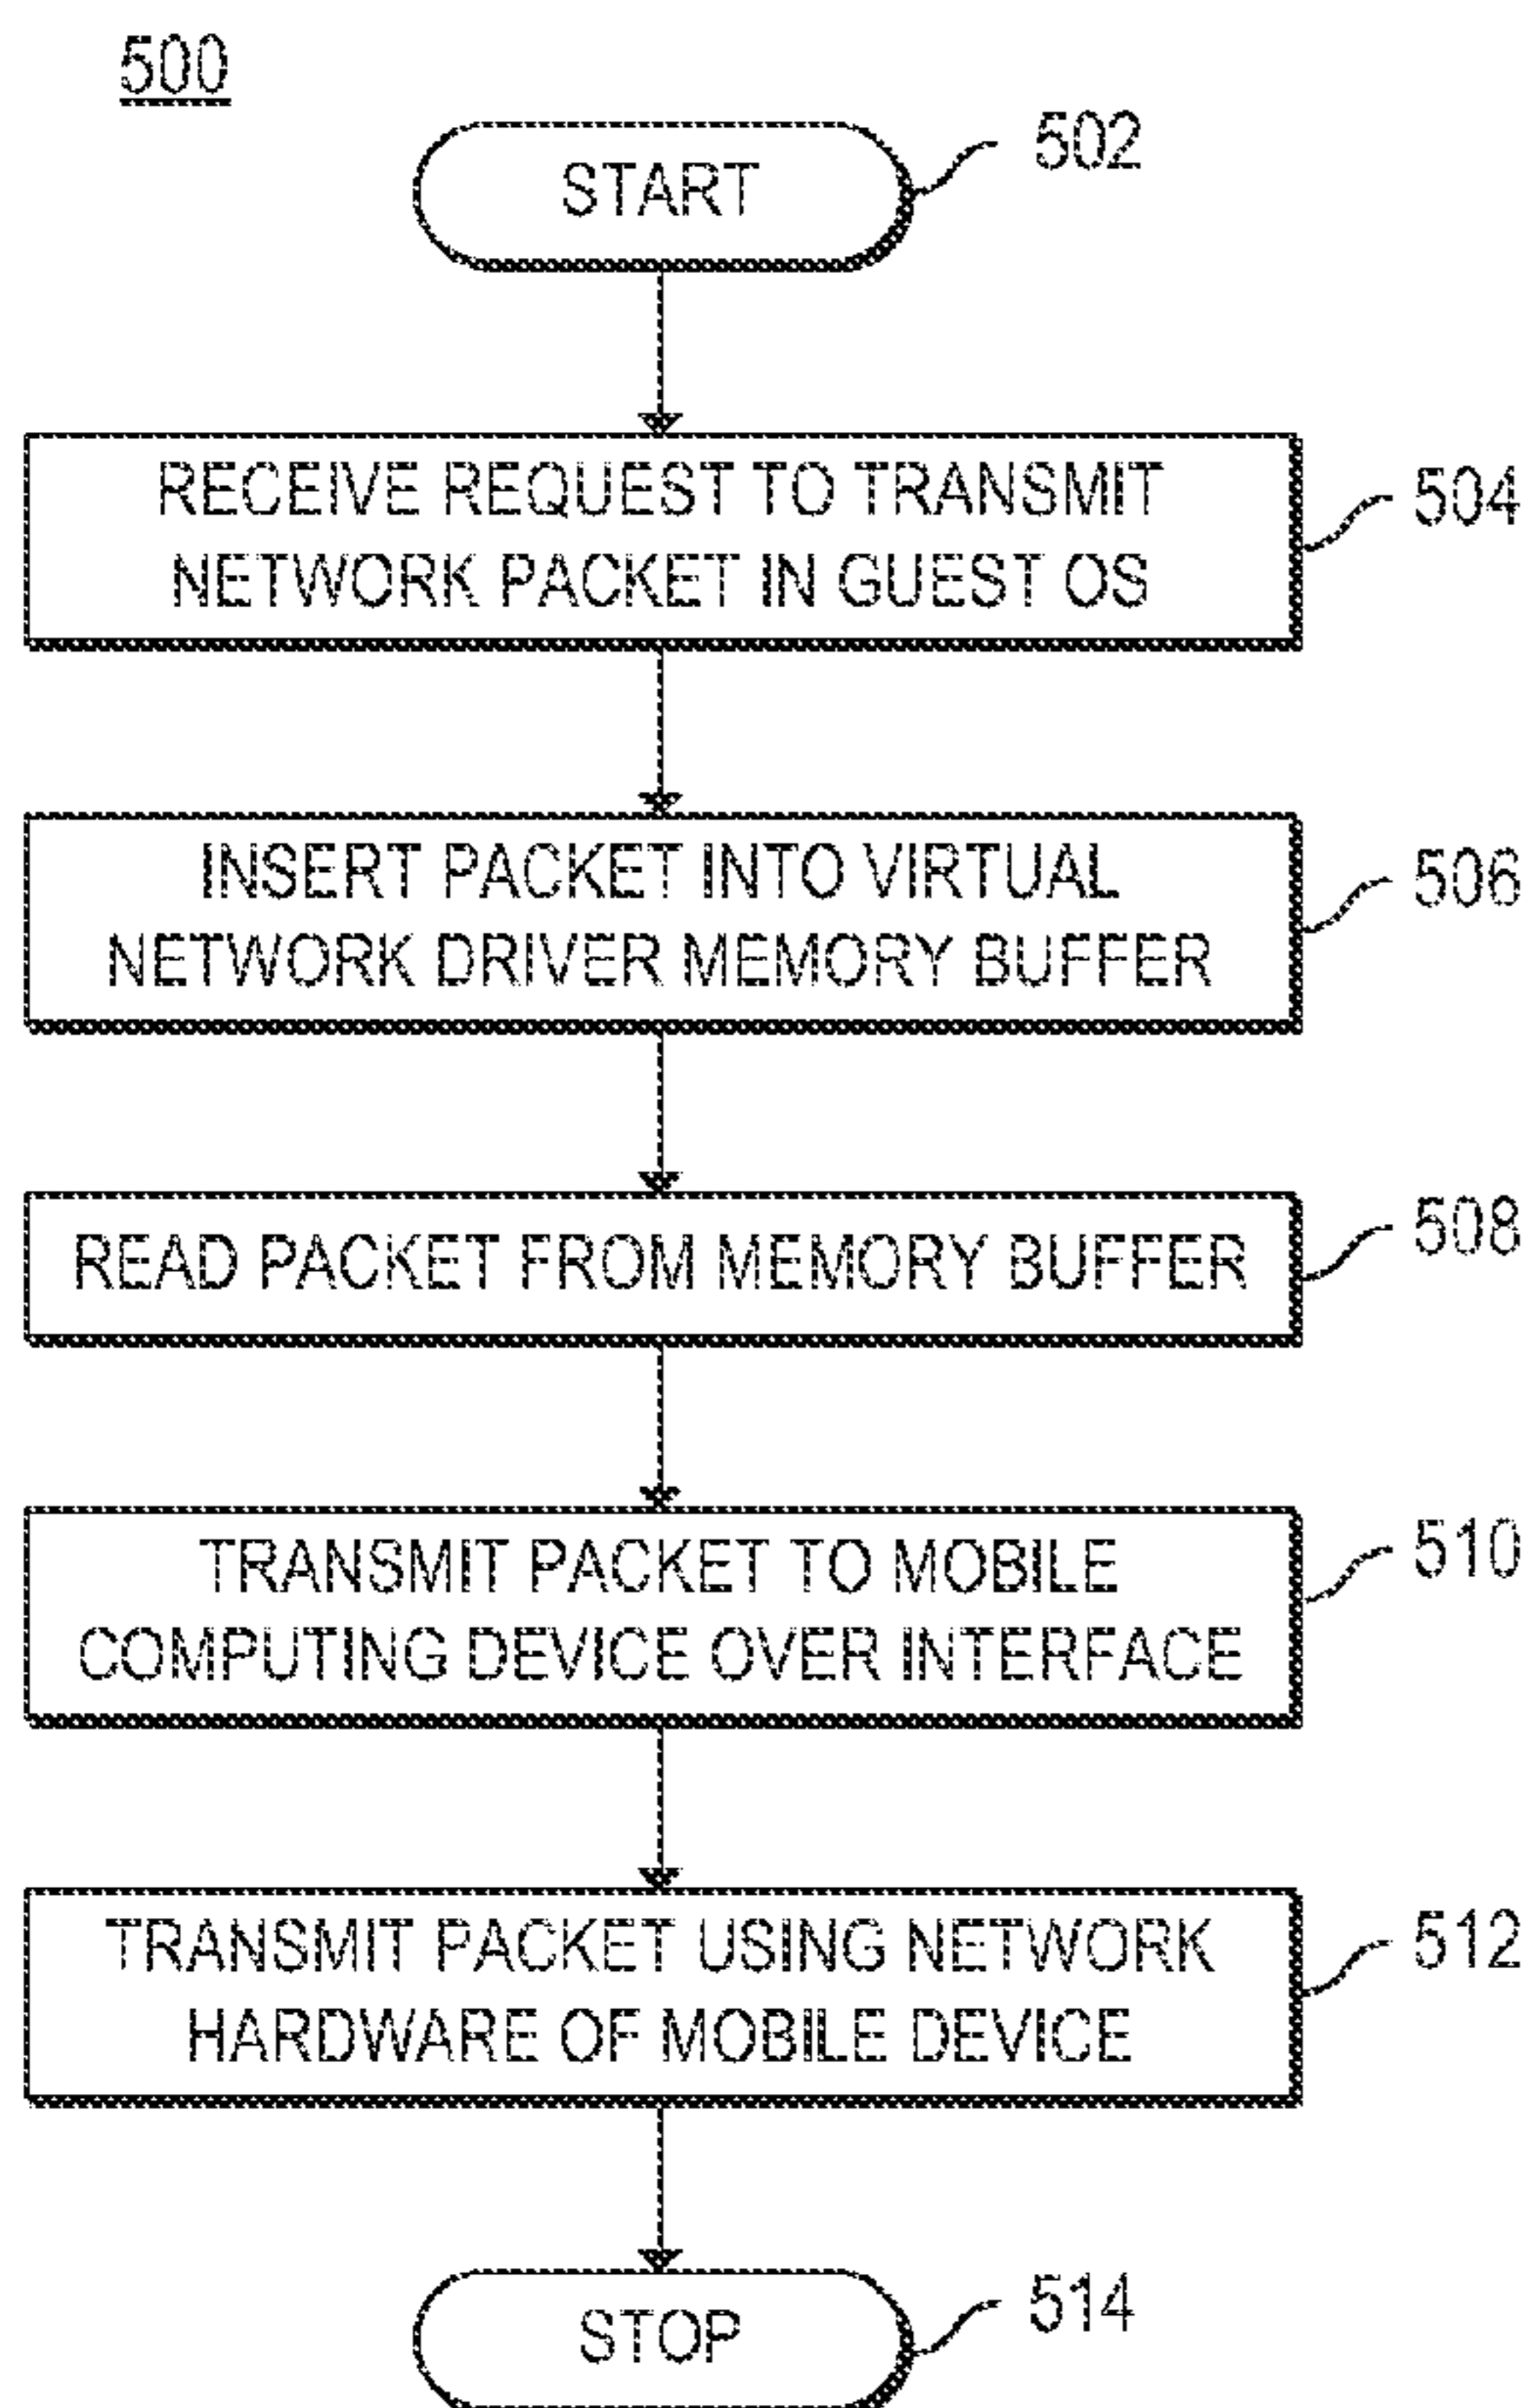 500
START
502
RECEIVE REQUEST TO TRANSMIT
NETWORK PACKET IN GUEST OS
504
INSERT PACKET INTO VIRTUAL
NETWORK DRIVER MEMORY BUFFER
506
READ PACKET FROM MEMORY BUFFER
508
TRANSMIT PACKET TO MOBILE
COMPUTING DEVICE OVER INTERFACE
510
TRANSMIT PACKET USING NETWORK
HARDWARE OF MOBILE DEVICE
512
STOP
514